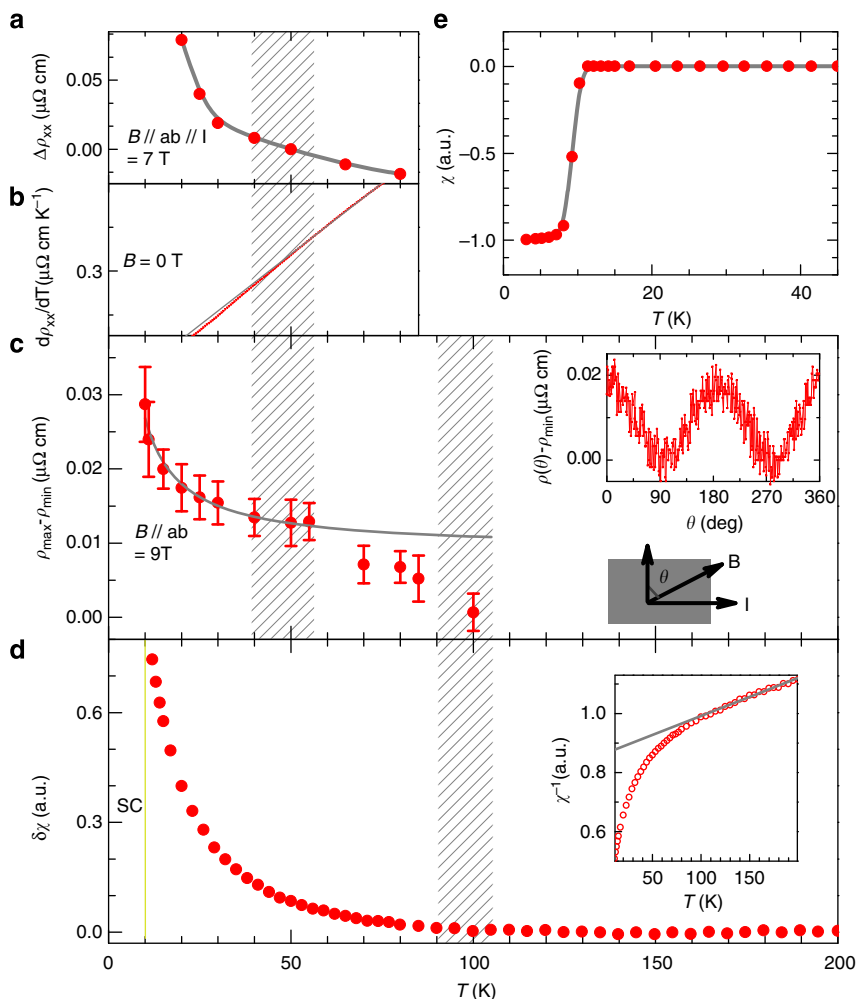 a
Δρxx (μΩ cm)
0.05
0.00
B // ab // I
= 7 T
b
dρxx/dT(μΩ cm K⁻¹)
0.3
B = 0 T
e
χ (a.u.)
0.0
−0.5
−1.0
0
20
40
T (K)
c
ρmax-ρmin (μΩ cm)
0.03
0.02
0.01
0.00
B // ab
= 9T
ρ(θ)-ρmin(μΩ cm)
0.02
0.00
0
90
180
270
360
θ (deg)
θ
B
I
d
δχ (a.u.)
0.6
0.3
0.0
SC
χ⁻¹(a.u.)
1.0
0.8
0.6
50
100
150
T (K)
0
50
100
150
200
T (K)